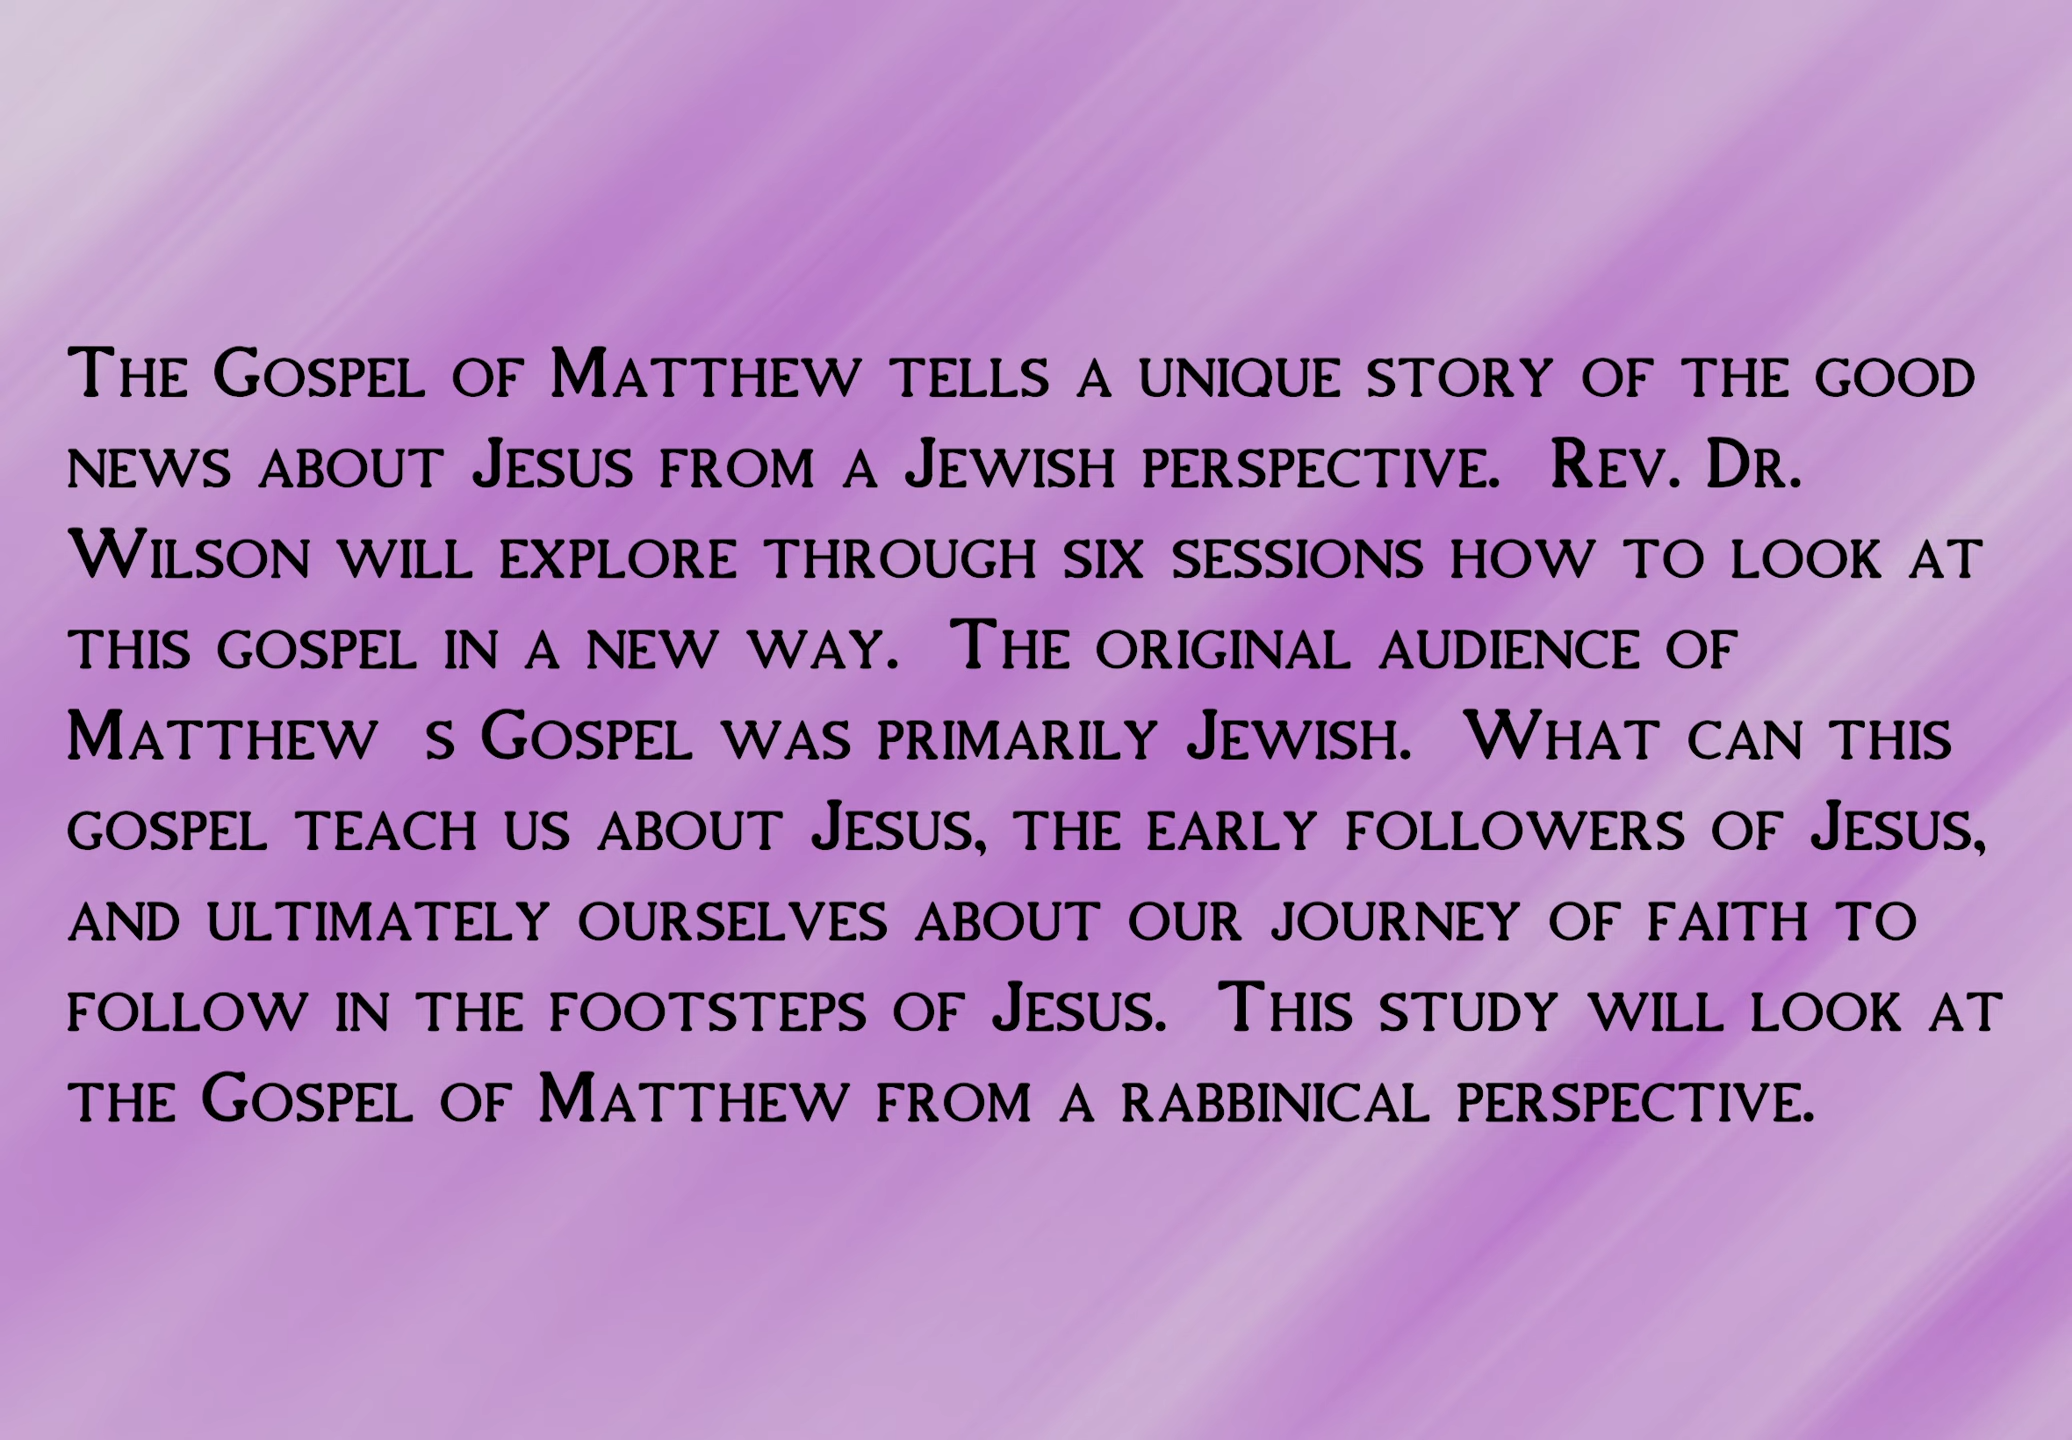 The Gospel of Matthew tells a unique story of the good
news about Jesus from a Jewish perspective.  Rev. Dr.
Wilson will explore through six sessions how to look at
this gospel in a new way.  The original audience of
Matthew  s Gospel was primarily Jewish.  What can this
gospel teach us about Jesus, the early followers of Jesus,
and ultimately ourselves about our journey of faith to
follow in the footsteps of Jesus.  This study will look at
the Gospel of Matthew from a rabbinical perspective.